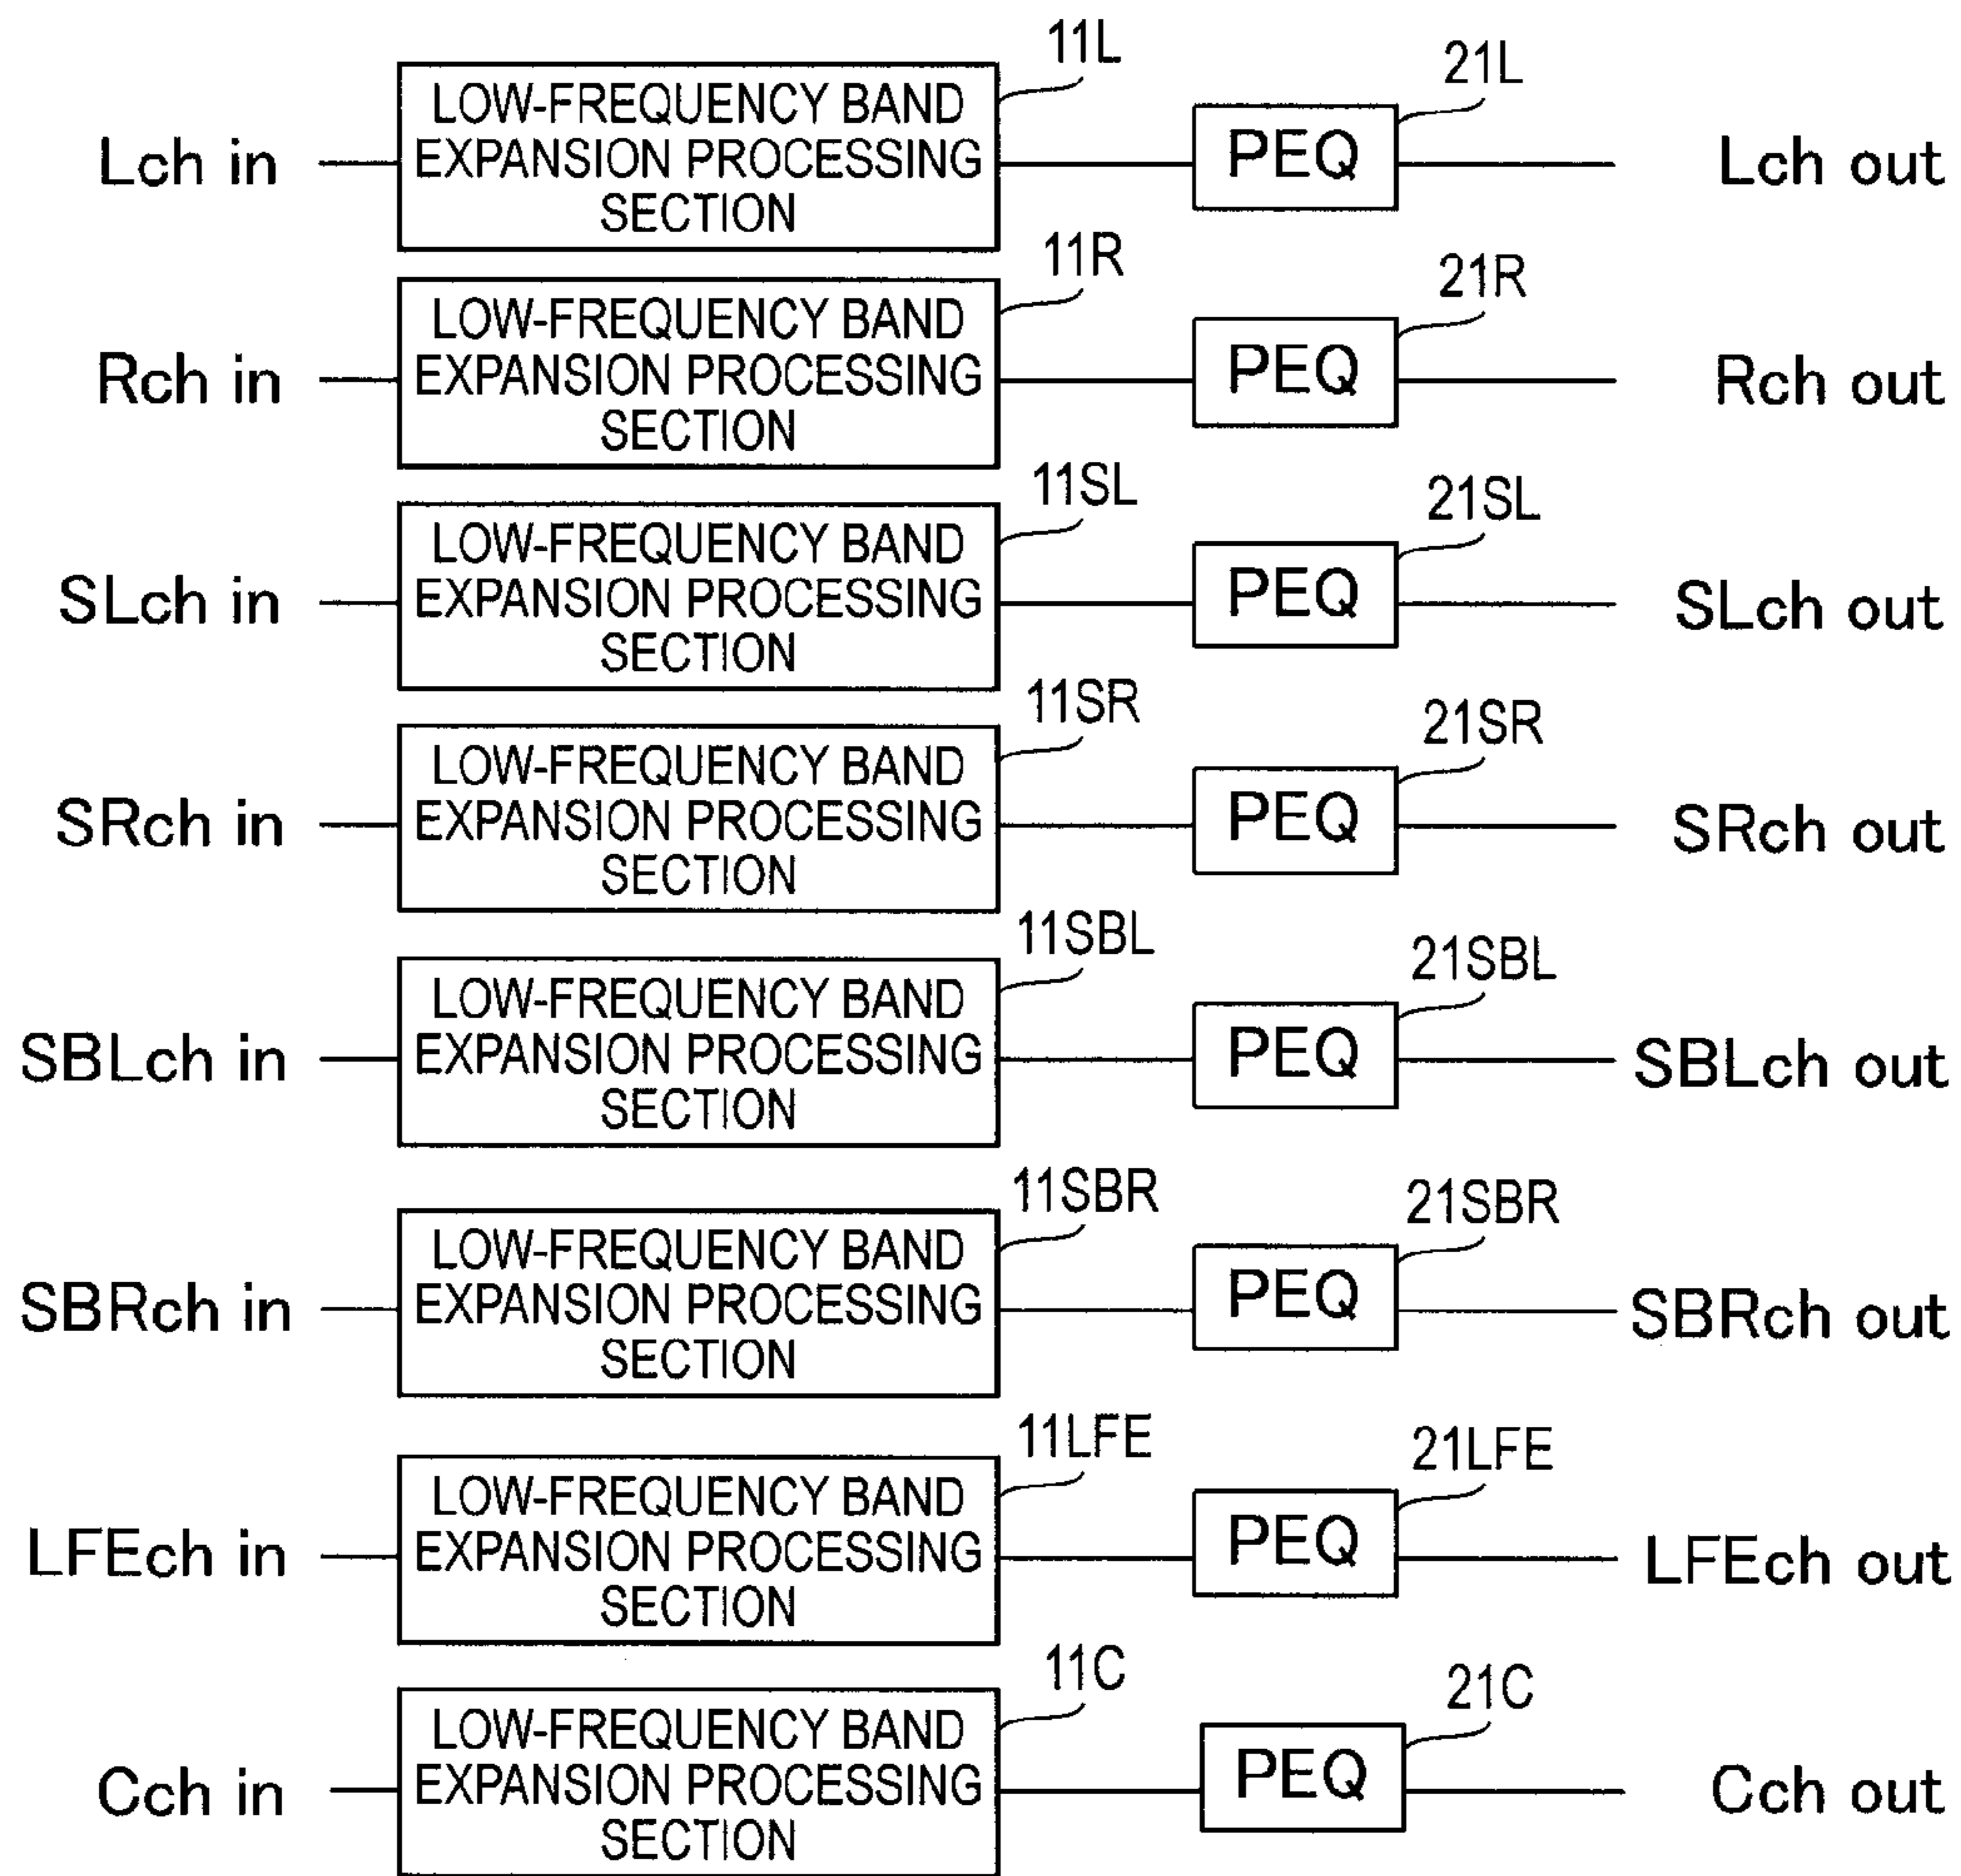 11L
21L
Lch in
LOW-FREQUENCY BAND
EXPANSION PROCESSING
SECTION
PEQ
Lch out
11R
21R
Rch in
LOW-FREQUENCY BAND
EXPANSION PROCESSING
SECTION
PEQ
Rch out
11SL
21SL
SLch in
LOW-FREQUENCY BAND
EXPANSION PROCESSING
SECTION
PEQ
SLch out
11SR
21SR
SRch in
LOW-FREQUENCY BAND
EXPANSION PROCESSING
SECTION
PEQ
SRch out
11SBL
21SBL
SBLch in
LOW-FREQUENCY BAND
EXPANSION PROCESSING
SECTION
PEQ
SBLch out
11SBR
21SBR
SBRch in
LOW-FREQUENCY BAND
EXPANSION PROCESSING
SECTION
PEQ
SBRch out
11LFE
21LFE
LFEch in
LOW-FREQUENCY BAND
EXPANSION PROCESSING
SECTION
PEQ
LFEch out
11C
21C
Cch in
LOW-FREQUENCY BAND
EXPANSION PROCESSING
SECTION
PEQ
Cch out